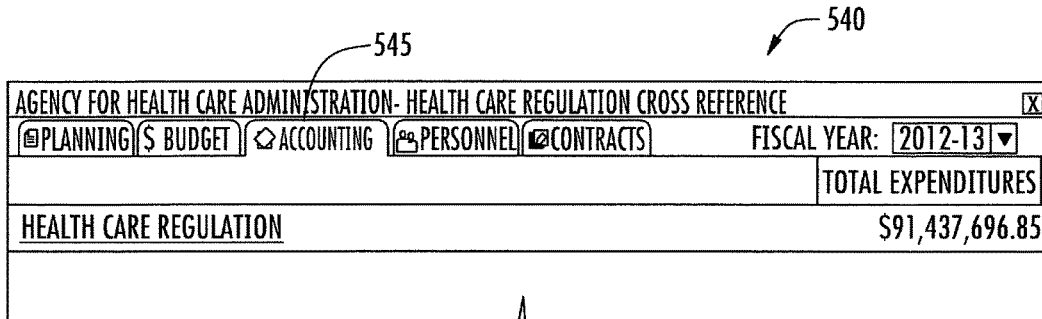 540
545
AGENCY FOR HEALTH CARE ADMINISTRATION- HEALTH CARE REGULATION CROSS REFERENCE X
PLANNING $ BUDGET ACCOUNTING PERSONNEL CONTRACTS FISCAL YEAR: 2012-13
TOTAL EXPENDITURES
HEALTH CARE REGULATION $91,437,696.85